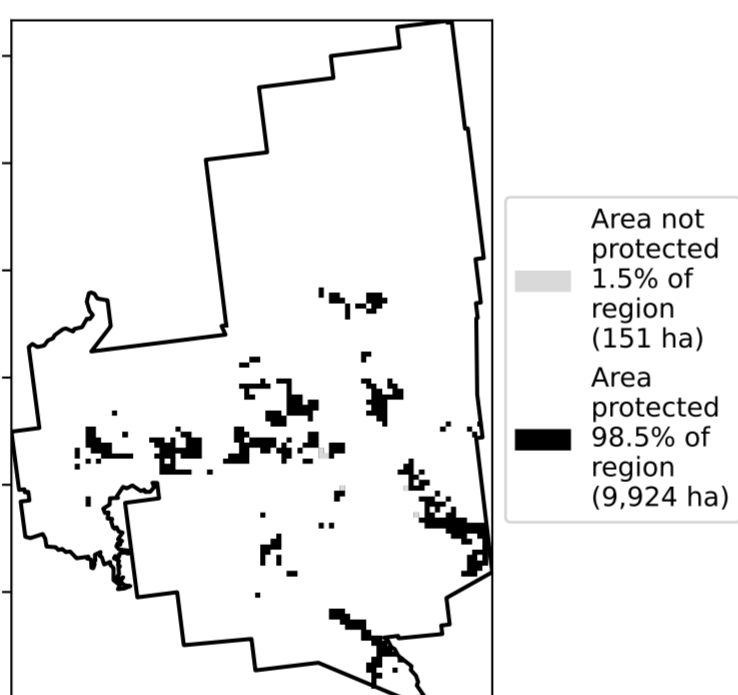 Area not
protected
1.5% of
region
(151 ha)
Area
protected
98.5% of
region
(9,924 ha)